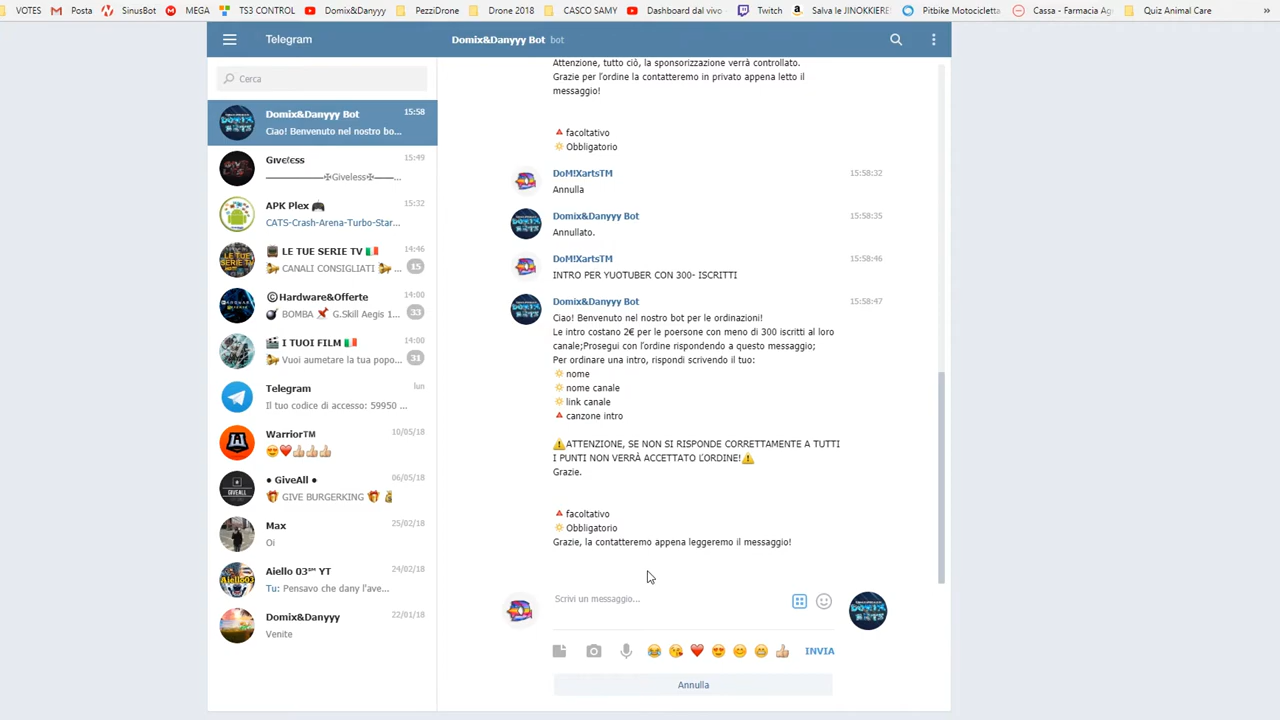 VOTES Posta SinusBot MEGA TS3 CONTROL Domix&Danyyy PezziDrone Drone 2018 CASCO SAMY Dashboard dal vivo Twitch Salva le JINOKKIERE Pitbike Motocicletta Cassa - Farmacia Ag Quiz Animal Care »
Telegram
Domix&Danyyy Bot bot
Cerca
Domix&Danyyy Bot 15:58
Ciao! Benvenuto nel nostro bo...
Gιveℓess 15:49
————————✠Giveless✠——...
APK Plex 🎮 15:32
CATS-Crash-Arena-Turbo-Star...
LE TUE SERIE TV 🇮🇹 14:46
CANALI CONSIGLIATI ... 15
©Hardware&Offerte 14:00
💣 BOMBA 📌 G.Skill Aegis 1... 33
🎬 I TUOI FILM 🇮🇹 14:00
Vuoi aumetare la tua popo... 31
Telegram lun
Il tuo codice di accesso: 59950 ...
WarriorTM 10/05/18
😍❤️👍👍👍
• GiveAll • 06/05/18
🎁 GIVE BURGERKING 🎁 💰
Max 25/02/18
Oi
Aiello 03ˢᵐ YT 24/02/18
Tu: Pensavo che dany l'ave...
Domix&Danyyy 22/01/18
Venite
Attenzione, tutto ciò, la sponsorizzazione verrà controllato.
Grazie per l'ordine la contatteremo in privato appena letto il
messaggio!
🔺 facoltativo
🔅 Obbligatorio
DoM!XartsTM 15:58:32
Annulla
Domix&Danyyy Bot 15:58:35
Annullato.
DoM!XartsTM 15:58:46
INTRO PER YUOTUBER CON 300- ISCRITTI
Domix&Danyyy Bot 15:58:47
Ciao! Benvenuto nel nostro bot per le ordinazioni!
Le intro costano 2€ per le poersone con meno di 300 iscritti al loro
canale;Prosegui con l'ordine rispondendo a questo messaggio;
Per ordinare una intro, rispondi scrivendo il tuo:
🔅 nome
🔅 nome canale
🔅 link canale
🔺 canzone intro
⚠️ATTENZIONE, SE NON SI RISPONDE CORRETTAMENTE A TUTTI
I PUNTI NON VERRÀ ACCETTATO L'ORDINE!⚠️
Grazie.
🔺 facoltativo
🔅 Obbligatorio
Grazie, la contatteremo appena leggeremo il messaggio!
Scrivi un messaggio...
INVIA
Annulla